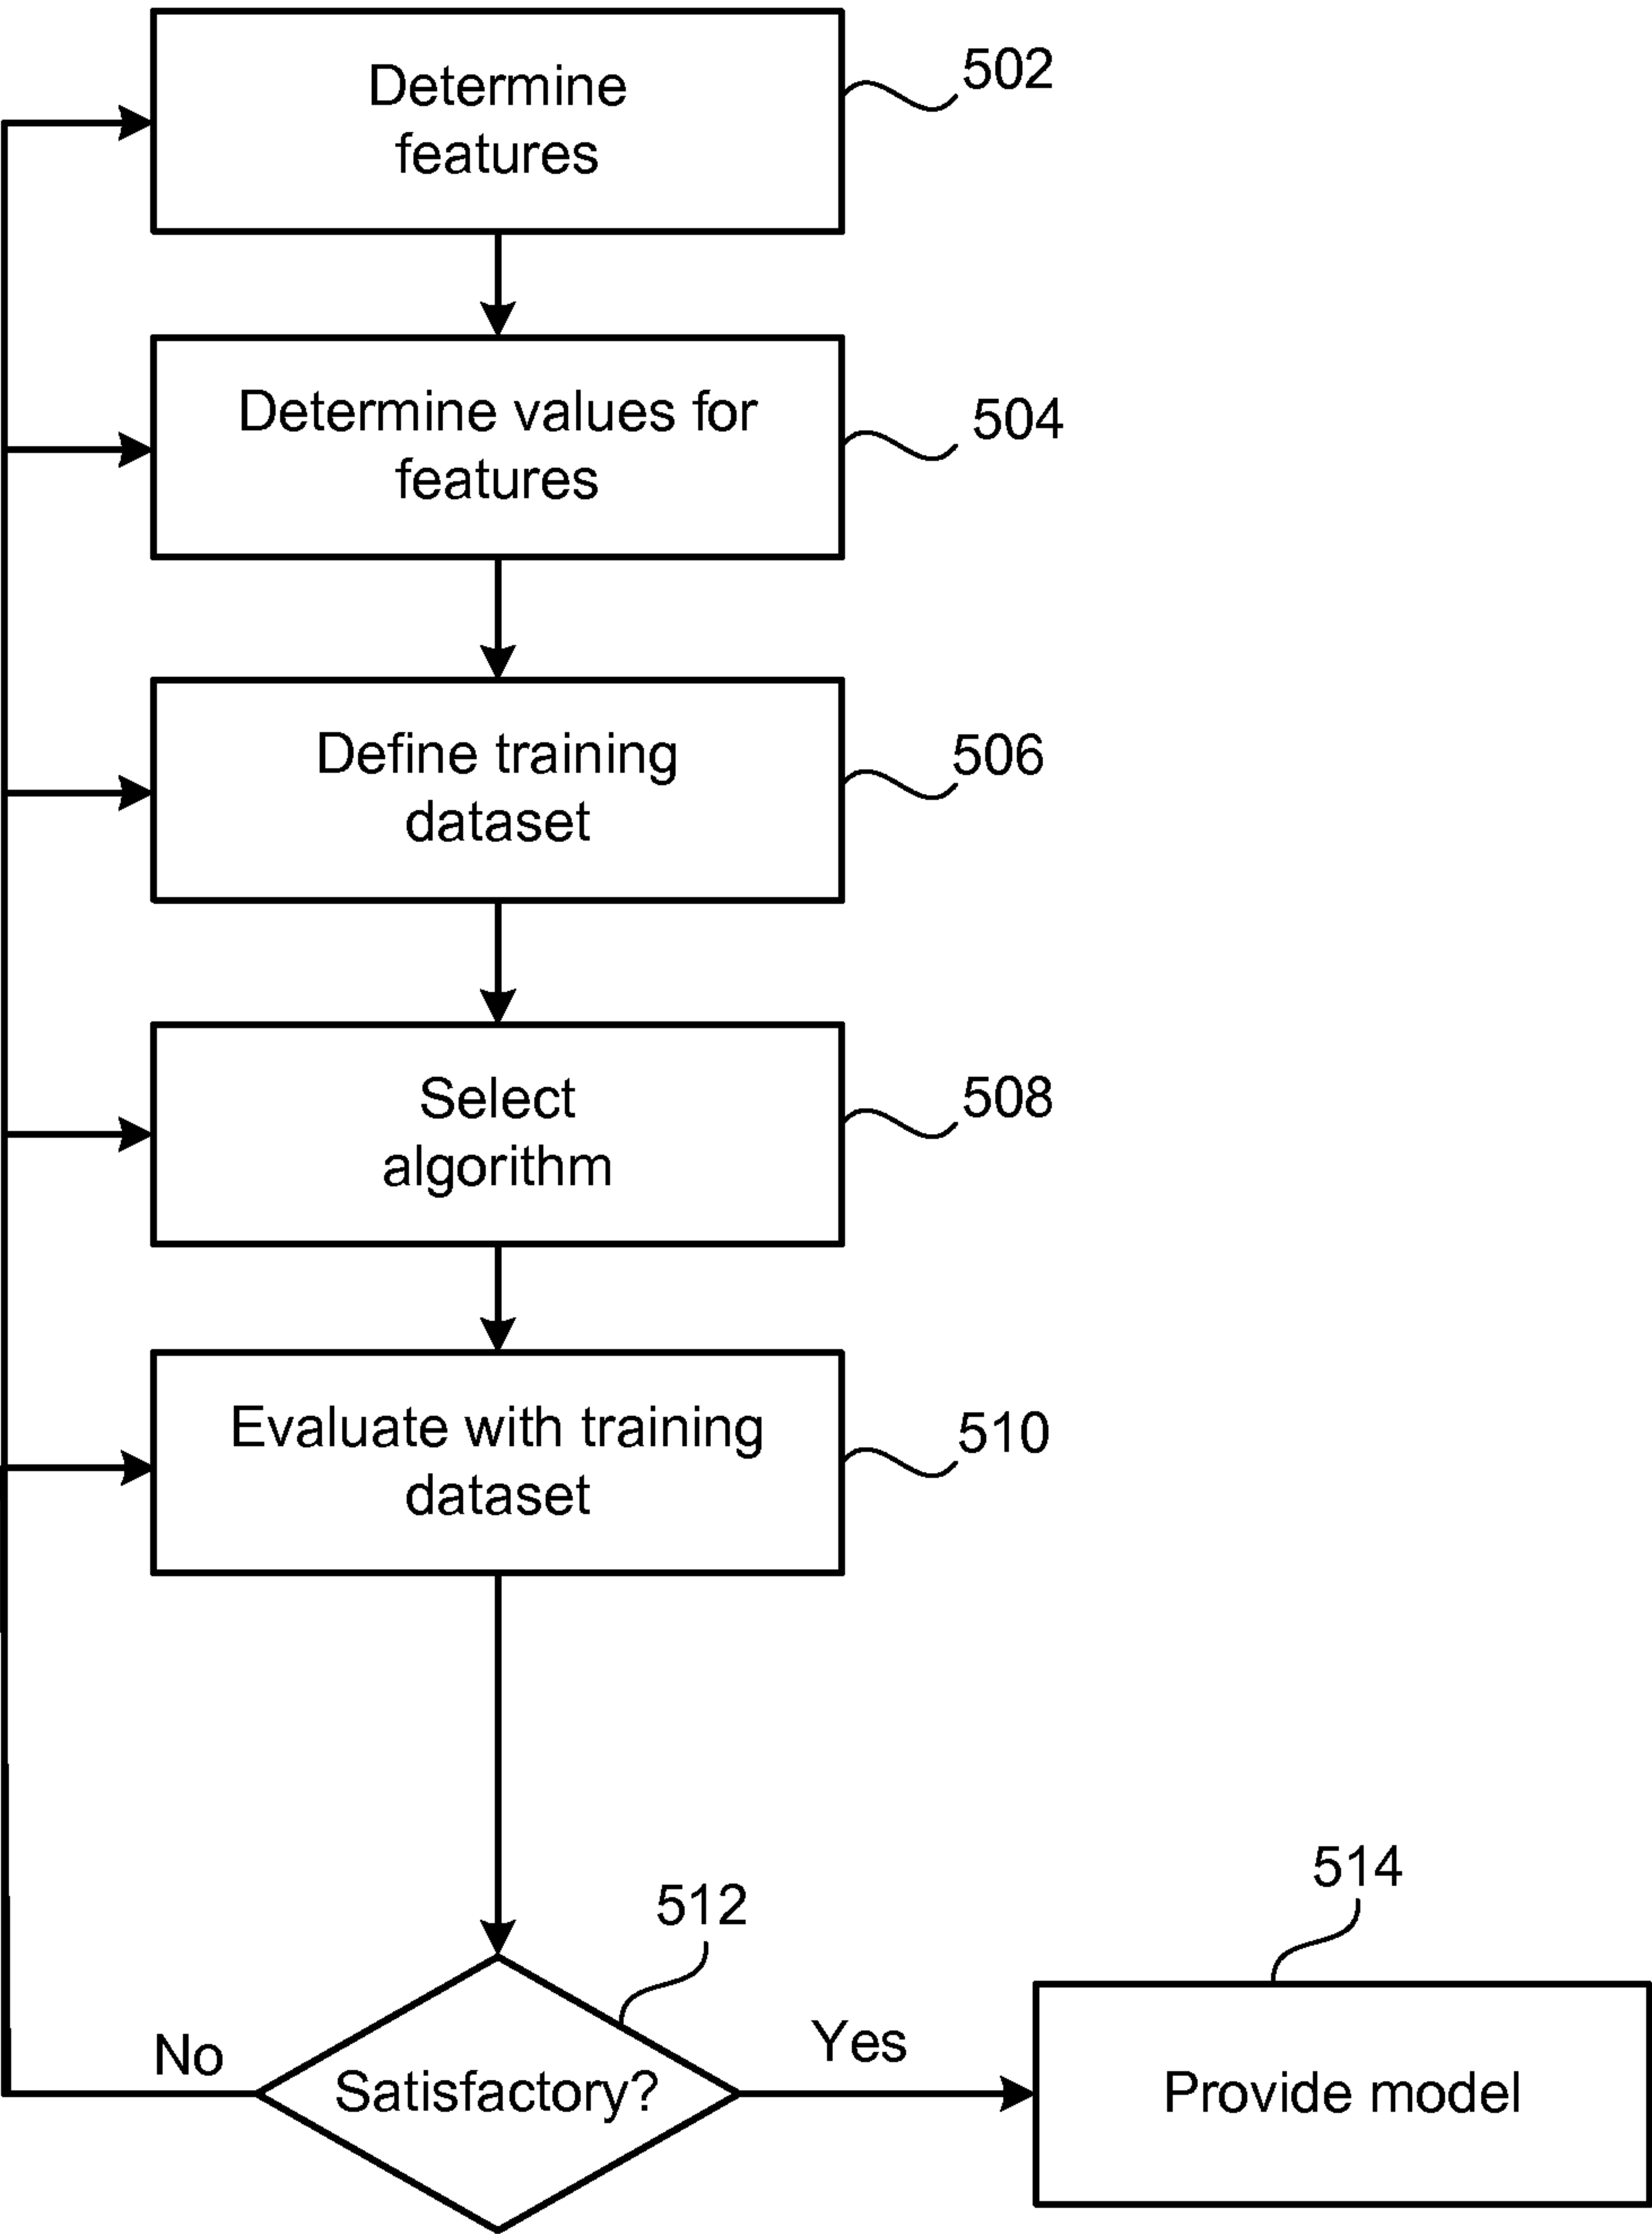 Determine
features
502
Determine values for
features
504
Define training
dataset
506
Select
algorithm
508
Evaluate with training
dataset
510
512
514
No
Satisfactory?
Yes
Provide model